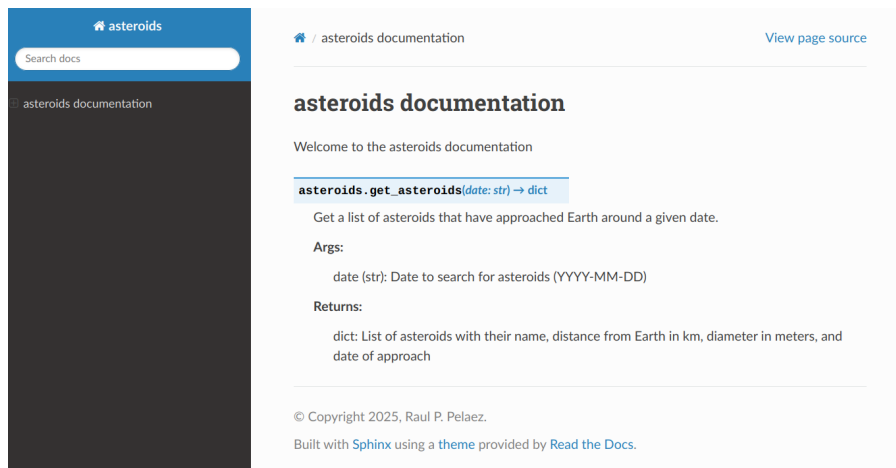 asteroids
Search docs
asteroids documentation
/ asteroids documentation
View page source
asteroids documentation
Welcome to the asteroids documentation
asteroids.get_asteroids(date: str) → dict
Get a list of asteroids that have approached Earth around a given date.
Args:
date (str): Date to search for asteroids (YYYY-MM-DD)
Returns:
dict: List of asteroids with their name, distance from Earth in km, diameter in meters, and
date of approach
© Copyright 2025, Raul P. Pelaez.
Built with Sphinx using a theme provided by Read the Docs.